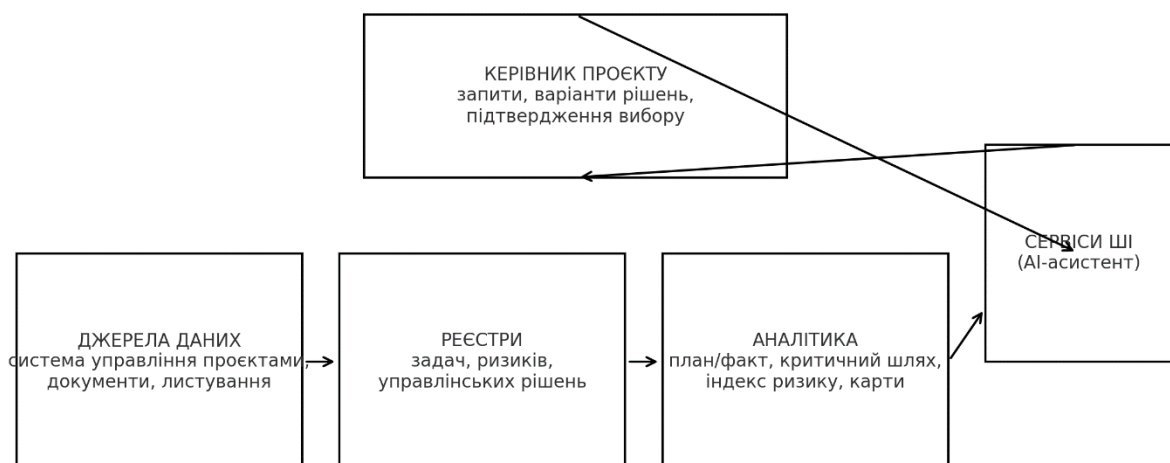 КЕРІВНИК ПРОЄКТУ
запити, варіанти рішень,
підтвердження вибору
СЕРВІСИ ШІ
(AI-асистент)
ДЖЕРЕЛА ДАНИХ
система управління проєктами,
документи, листування
РЕЄСТРИ
задач, ризиків,
управлінських рішень
АНАЛІТИКА
план/факт, критичний шлях,
індекс ризику, карти